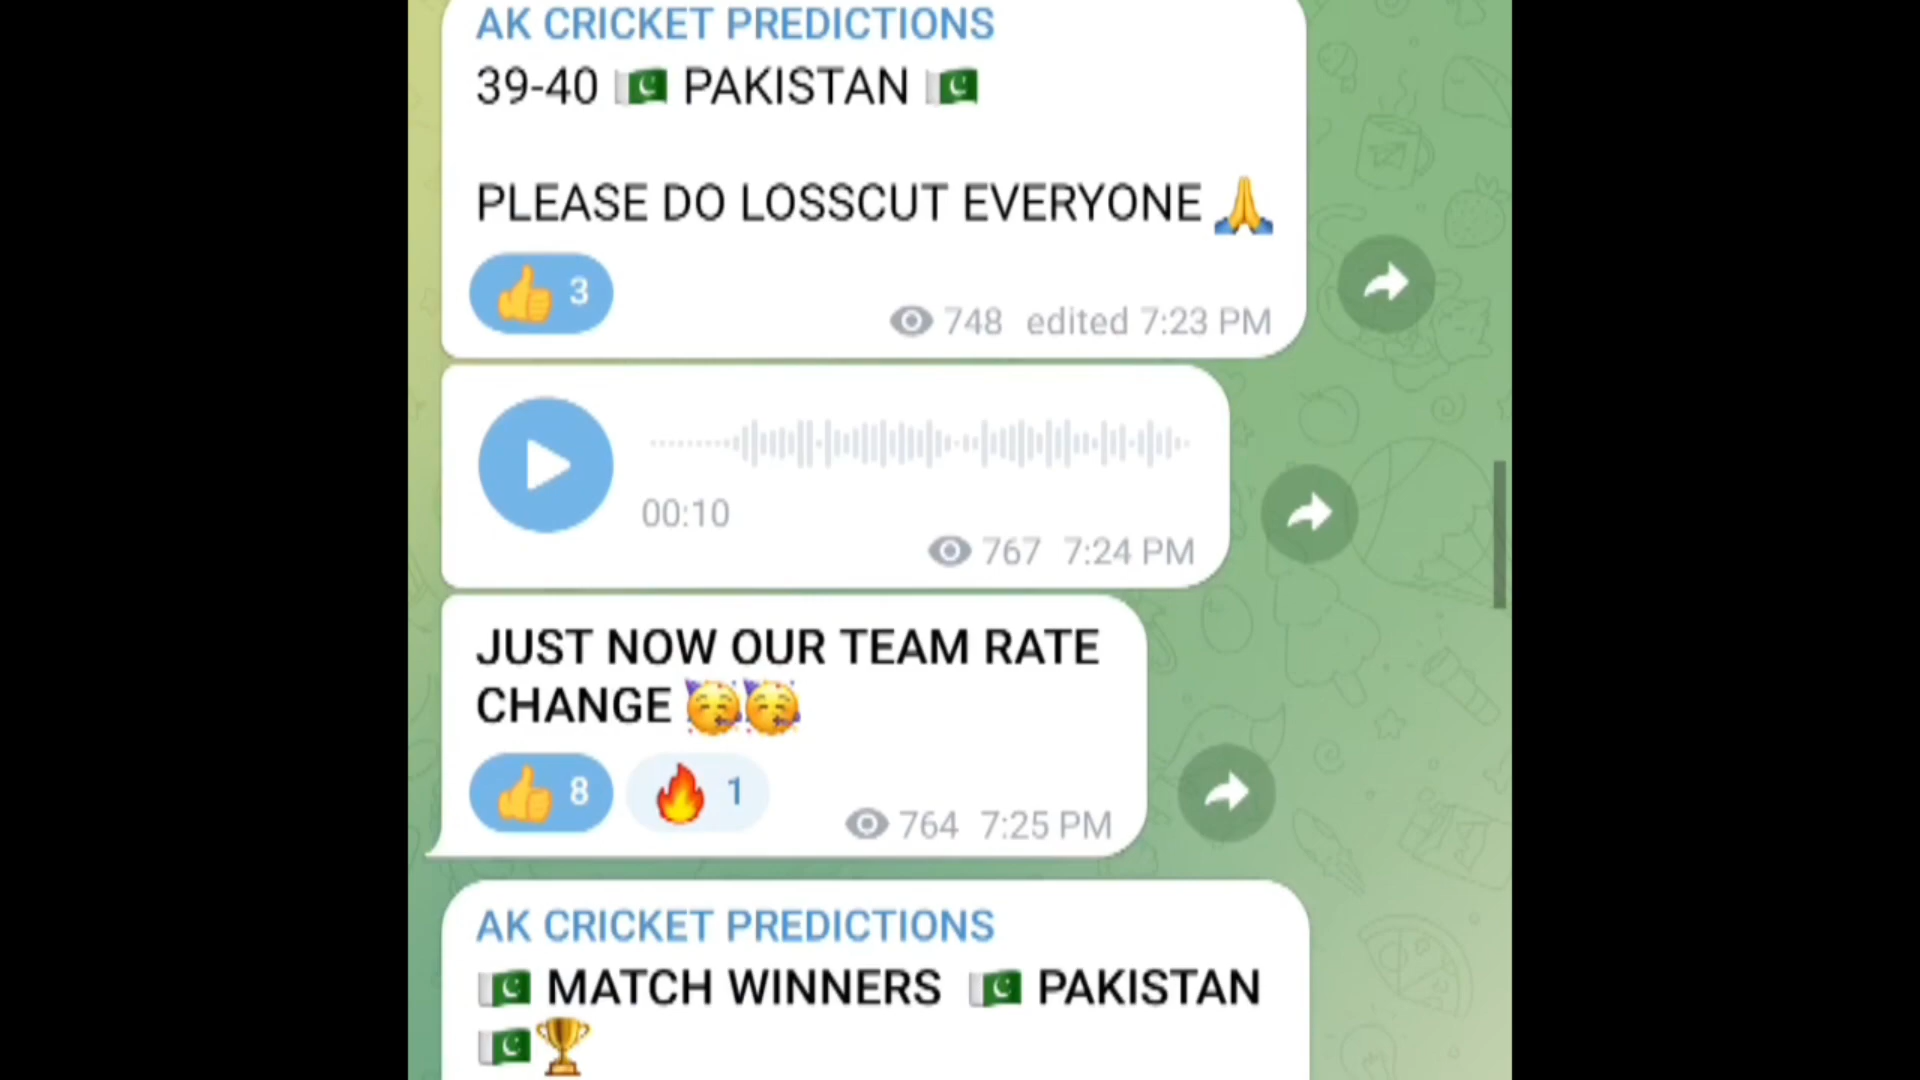 AK CRICKET PREDICTIONS
39-40 🇵🇰 PAKISTAN 🇵🇰
PLEASE DO LOSSCUT EVERYONE 🙏
👍 3
748 edited 7:23 PM
00:10
767 7:24 PM
JUST NOW OUR TEAM RATE
CHANGE 🥳🥳
👍 8 🔥 1
764 7:25 PM
AK CRICKET PREDICTIONS
🇵🇰 MATCH WINNERS 🇵🇰 PAKISTAN
🇵🇰🏆